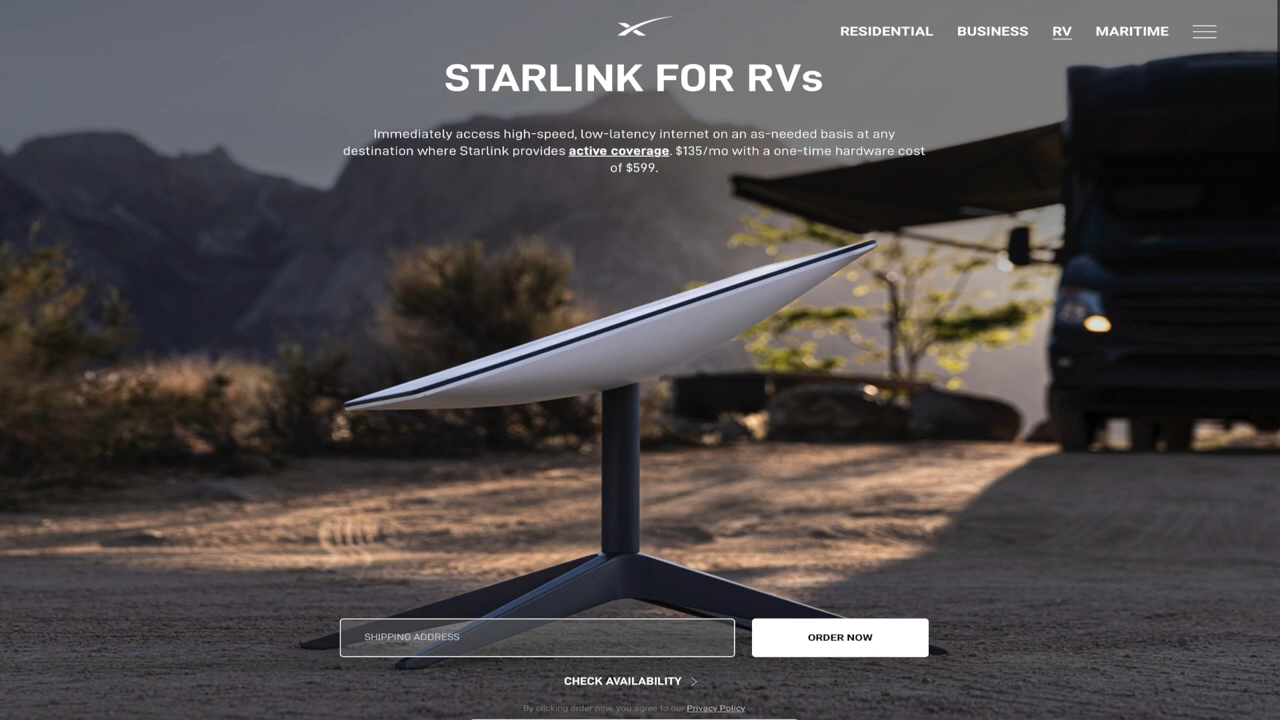 RESIDENTIAL BUSINESS RV MARITIME
STARLINK FOR RVs
Immediately access high-speed, low-latency internet on an as-needed basis at any
destination where Starlink provides active coverage. $135/mo with a one-time hardware cost
of $599.
SHIPPING ADDRESS
ORDER NOW
CHECK AVAILABILITY
By clicking order now, you agree to our Privacy Policy